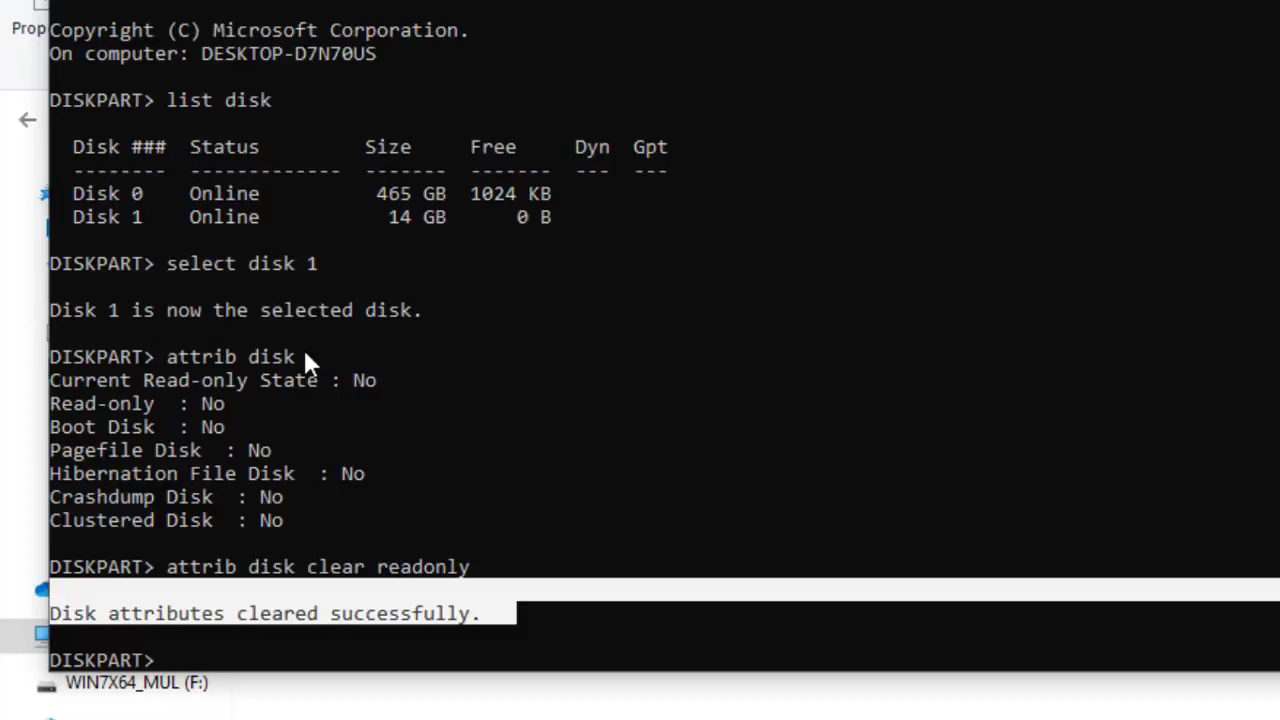 Prop
Copyright (C) Microsoft Corporation.
On computer: DESKTOP-D7N70US
DISKPART> list disk
Disk ### Status Size Free Dyn Gpt
-------- ------------- ------- ------- --- ---
Disk 0 Online 465 GB 1024 KB
Disk 1 Online 14 GB 0 B
DISKPART> select disk 1
Disk 1 is now the selected disk.
DISKPART> attrib disk
Current Read-only State : No
Read-only : No
Boot Disk : No
Pagefile Disk : No
Hibernation File Disk : No
Crashdump Disk : No
Clustered Disk : No
DISKPART> attrib disk clear readonly
Disk attributes cleared successfully.
DISKPART>
WIN7X64_MUL (F:)